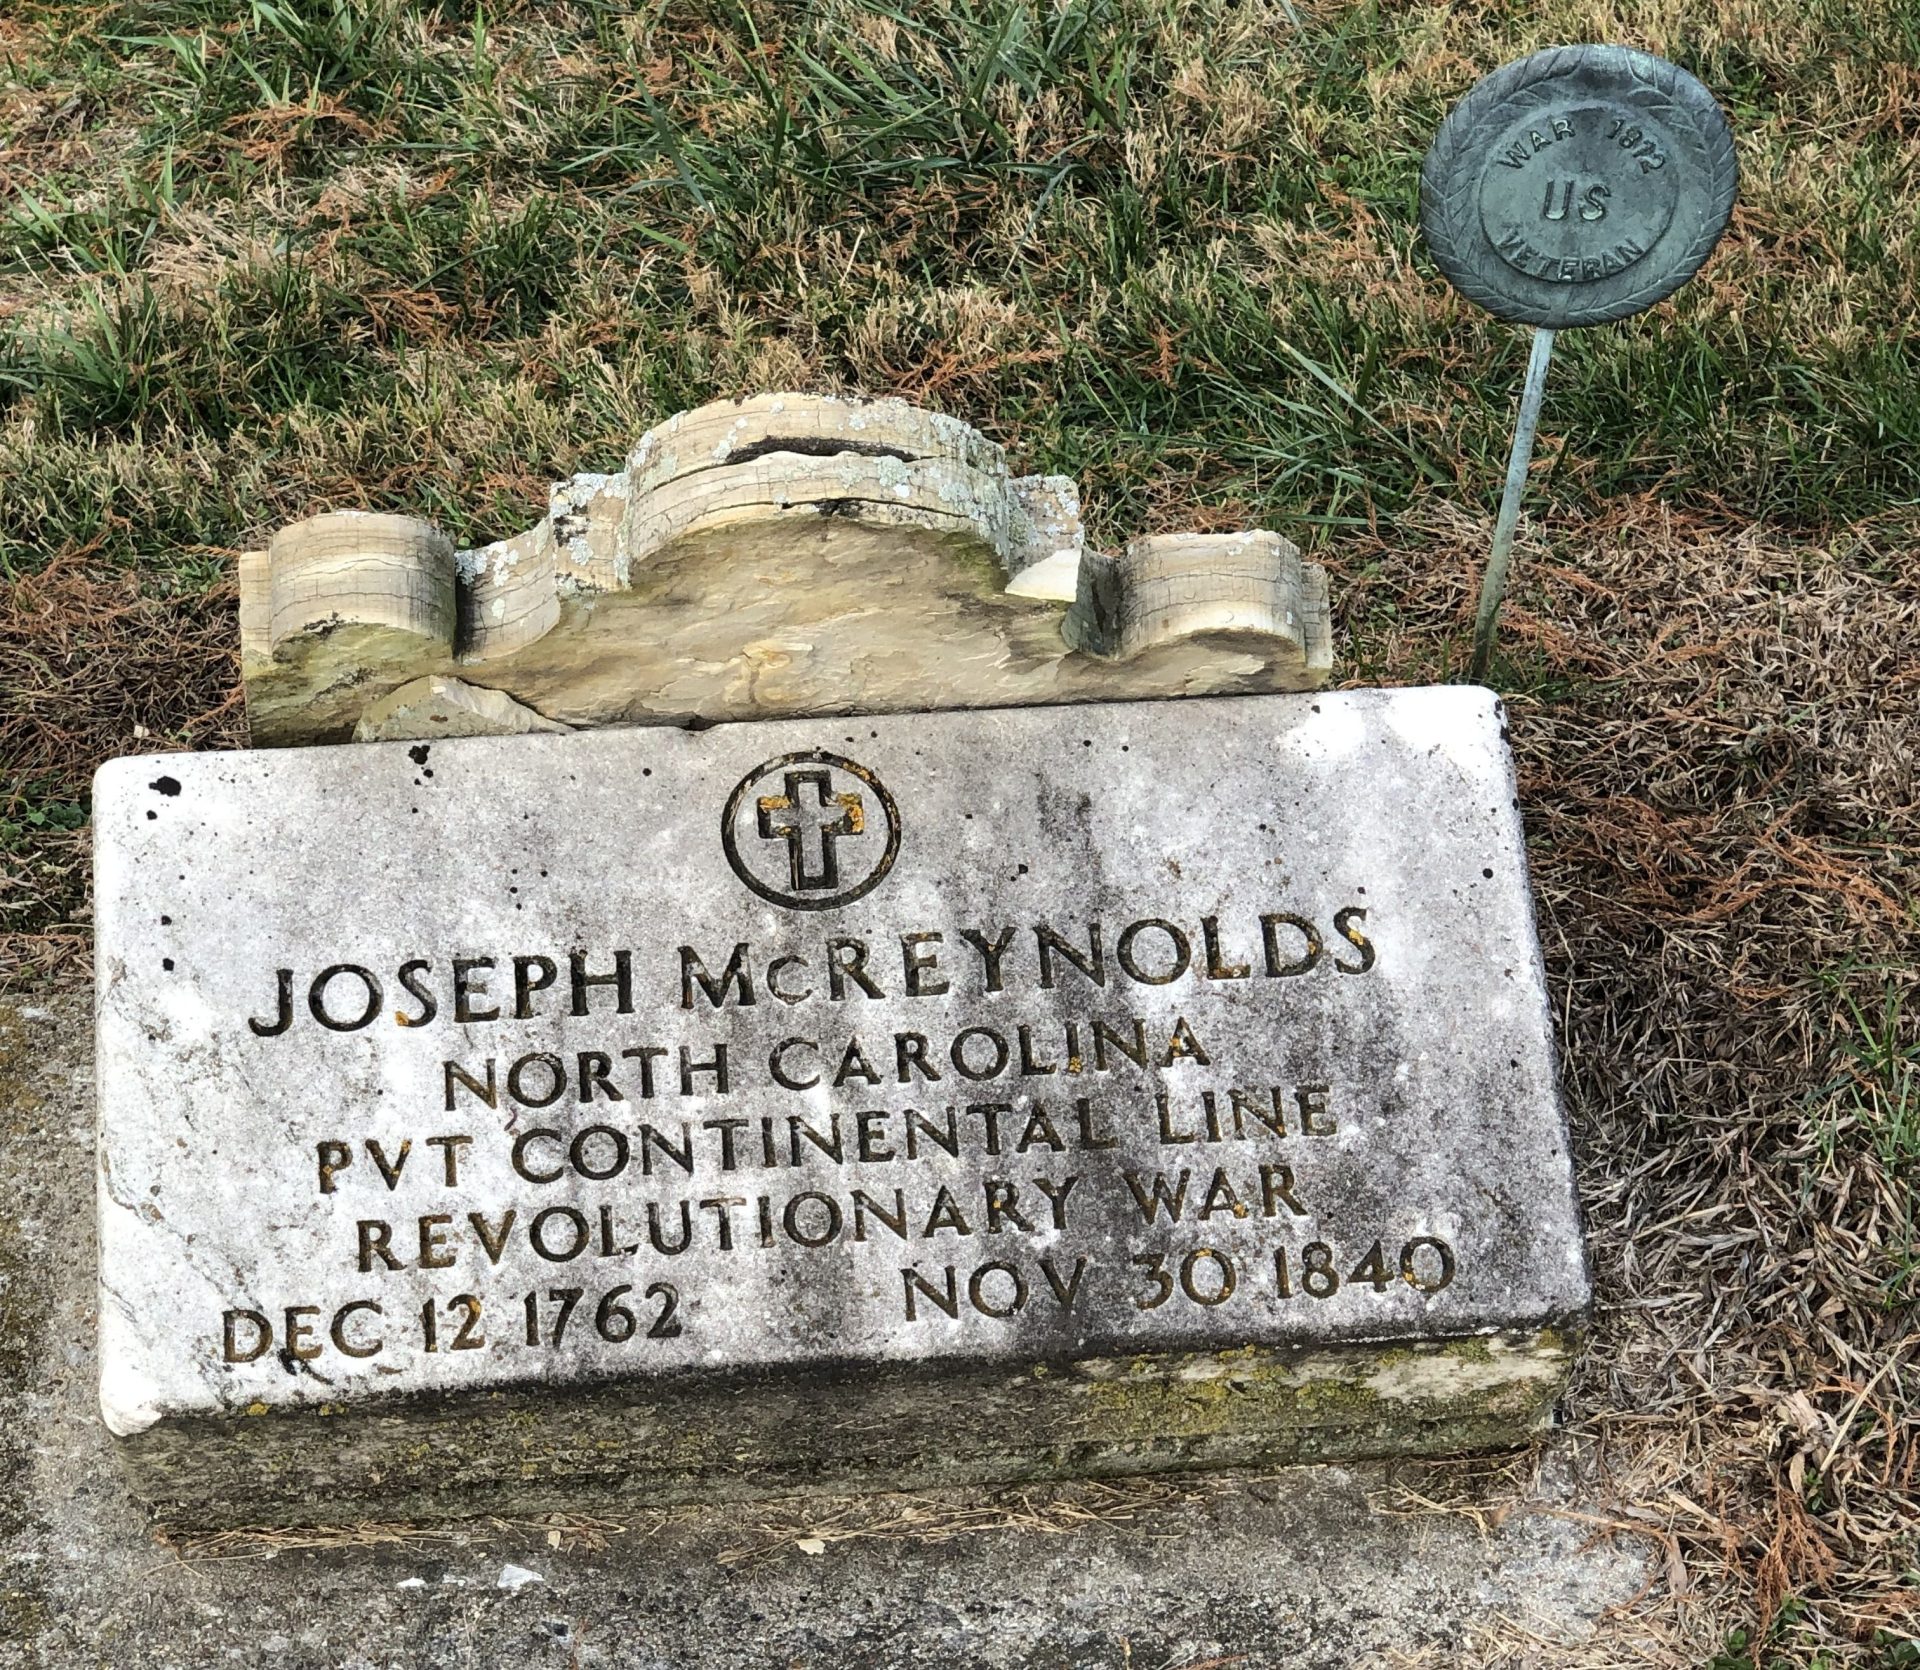 WAR 1812
US
VETERAN
JOSEPH McREYNOLDS
NORTH CAROLINA
PVT CONTINENTAL LINE
REVOLUTIONARY WAR
DEC 12 1762 NOV 30 1840